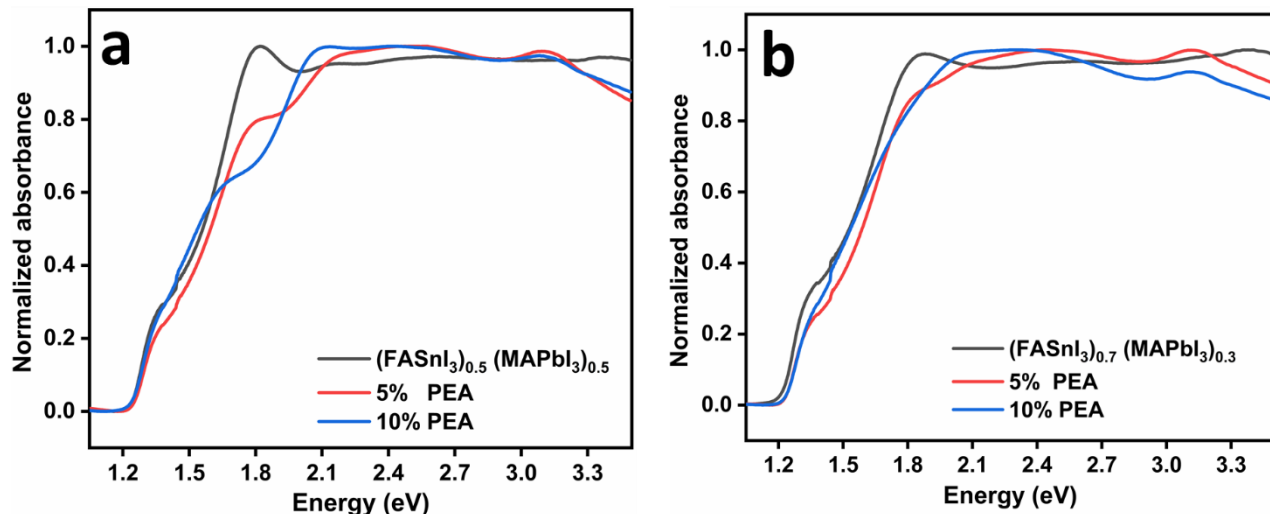 a
Normalized absorbance
1.0
0.8
0.6
0.4
0.2
0.0
(FASnI₃)₀.₅ (MAPbI₃)₀.₅
5% PEA
10% PEA
1.2 1.5 1.8 2.1 2.4 2.7 3.0 3.3
Energy (eV)
b
Normalized absorbance
1.0
0.8
0.6
0.4
0.2
0.0
(FASnI₃)₀.₇ (MAPbI₃)₀.₃
5% PEA
10% PEA
1.2 1.5 1.8 2.1 2.4 2.7 3.0 3.3
Energy (eV)